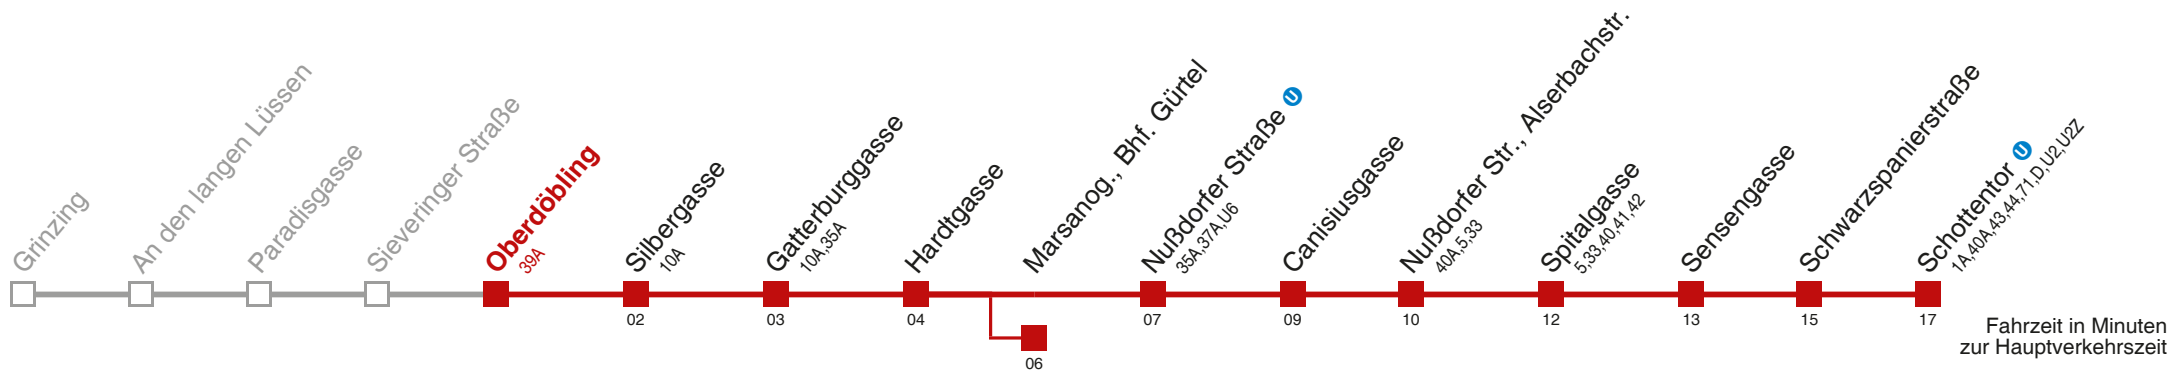 Grinzing
An den langen Lüssen
Paradisgasse
Sieveringer Straße
Oberdöbling
39A
Silbergasse
10A
Gatterburggasse
10A,35A
Hardtgasse
Marsanog., Bhf. Gürtel
Nußdorfer Straße U
35A,37A,U6
Canisiusgasse
Nußdorfer Str., Alserbachstr.
40A,5,33
Spitalgasse
5,33,40,41,42
Sensengasse
Schwarzspanierstraße
Schottentor U
1A,40A,43,44,71,D,U2,U2Z
02
03
04
06
07
09
10
12
13
15
17
Fahrzeit in Minuten
zur Hauptverkehrszeit